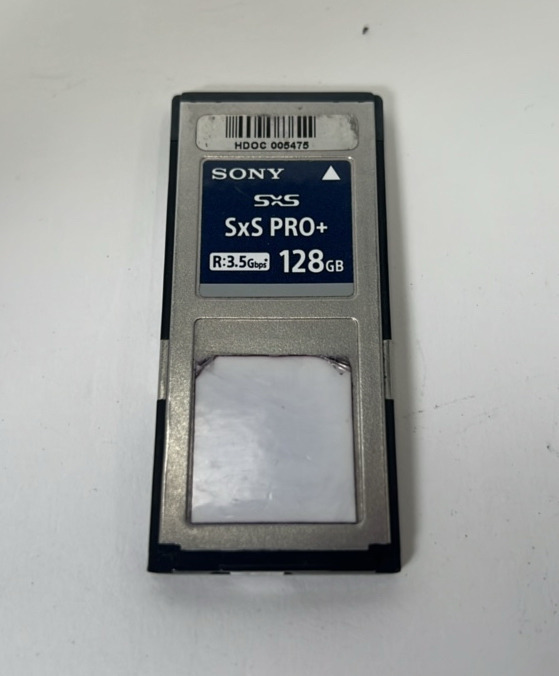 HDOC 005475
SONY
SxS
SxS PRO+
R:3.5Gbps* 128GB